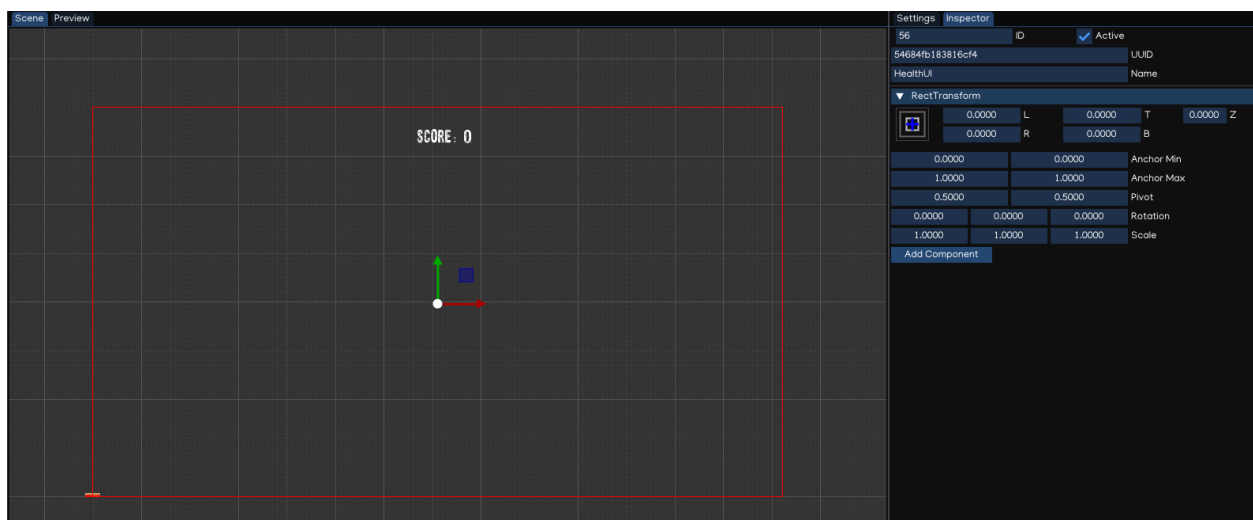 Scene Preview
SCORE: 0
Settings Inspector
56 ID Active
54684fb183816cf4 UUID
HealthUI Name
RectTransform
0.0000 L 0.0000 T 0.0000 Z
0.0000 R 0.0000 B
0.0000 0.0000 Anchor Min
1.0000 1.0000 Anchor Max
0.5000 0.5000 Pivot
0.0000 0.0000 0.0000 Rotation
1.0000 1.0000 1.0000 Scale
Add Component